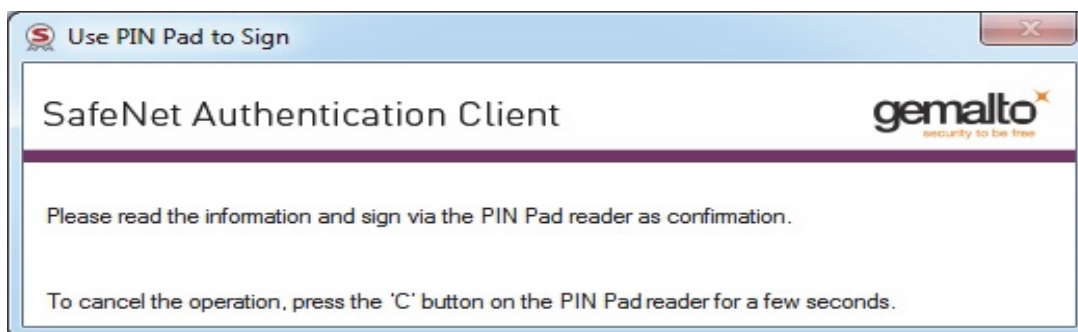 Use PIN Pad to Sign
SafeNet Authentication Client
gemalto
security to be free
Please read the information and sign via the PIN Pad reader as confirmation.
To cancel the operation, press the 'C' button on the PIN Pad reader for a few seconds.